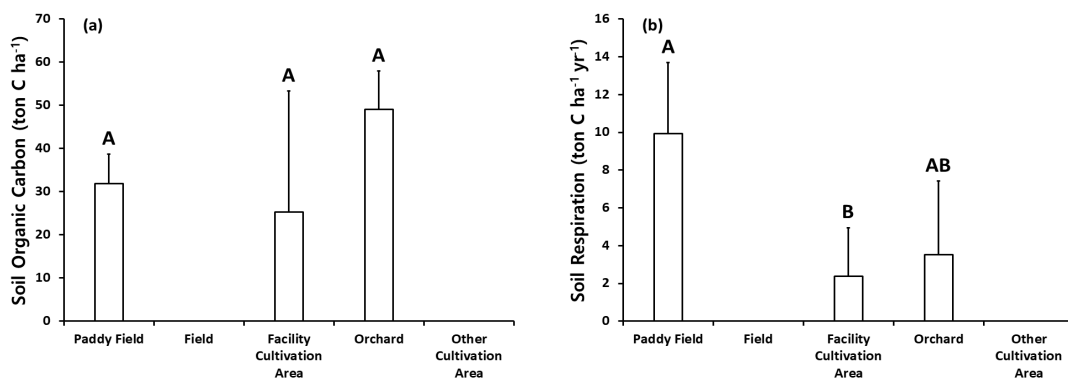 (a)
Soil Organic Carbon (ton C ha⁻¹)
70
60
50
40
30
20
10
0
A
A
A
Paddy Field
Field
Facility
Cultivation
Area
Orchard
Other
Cultivation
Area
(b)
Soil Respiration (ton C ha⁻¹ yr⁻¹)
16
14
12
10
8
6
4
2
0
A
B
AB
Paddy Field
Field
Facility
Cultivation
Area
Orchard
Other
Cultivation
Area